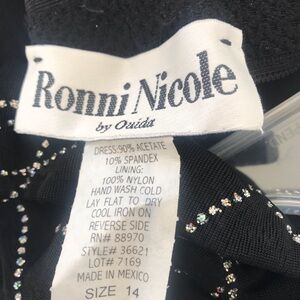 Ronni Nicole
by Ouida
DRESS:90% ACETATE
10% SPANDEX
LINING:
100% NYLON
HAND WASH COLD
LAY FLAT TO DRY
COOL IRON ON
REVERSE SIDE
RN# 88970
STYLE# 36621
LOT# 7169
MADE IN MEXICO
SIZE 14